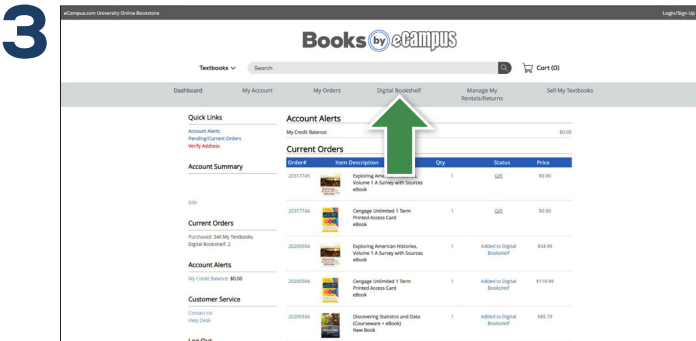 3
eCampus.com University Online Bookstore
Login/Sign Up
Books by eCampus
Textbooks
Search
Cart (0)
Dashboard
My Account
My Orders
Digital Bookshelf
Manage My
Rentals/Returns
Sell My Textbooks
Quick Links
Account Alerts
Pending/Current Orders
Verify Address
Account Summary
Edit
Current Orders
Purchased: Sell My Textbooks
Digital Bookshelf: 2
Account Alerts
My Credit Balance: $0.00
Customer Service
Contact Us
Help Desk
Log Out
Account Alerts
My Credit Balance: $0.00
Current Orders
Order# Item Description Qty Status Price
20317745 Exploring American Histories, 1 Gift $0.00
Volume 1 A Survey with Sources
eBook
20317744 Cengage Unlimited 1 Term 1 Gift $0.00
Printed Access Card
eBook
20205594 Exploring American Histories, 1 Added to Digital $34.99
Volume 1 A Survey with Sources Bookshelf
eBook
20205594 Cengage Unlimited 1 Term 1 Added to Digital $119.99
Printed Access Card Bookshelf
eBook
20205594 Discovering Statistics and Data 1 Added to Digital $85.79
(Courseware + eBook) Bookshelf
New Book